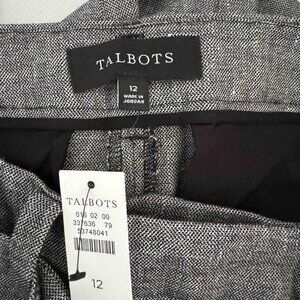 TALBOTS
12
MADE IN
JORDAN
TALBOTS
016 02 00
337636 79
53748041
12